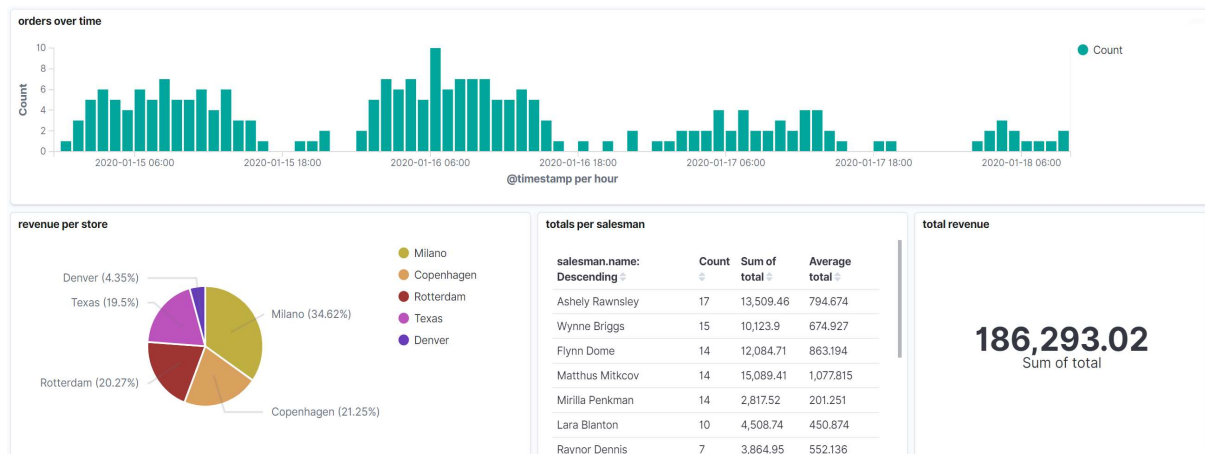 orders over time
10
8
6
4
2
0
Count
2020-01-15 06:00 2020-01-15 18:00 2020-01-16 06:00 2020-01-16 18:00 2020-01-17 06:00 2020-01-17 18:00 2020-01-18 06:00
@timestamp per hour
Count
revenue per store
Denver (4.35%)
Texas (19.5%)
Milano (34.62%)
Rotterdam (20.27%)
Copenhagen (21.25%)
Milano
Copenhagen
Rotterdam
Texas
Denver
totals per salesman
salesman.name: Count Sum of Average
Descending total total
Ashely Rawnsley 17 13,509.46 794.674
Wynne Briggs 15 10,123.9 674.927
Flynn Dome 14 12,084.71 863.194
Matthus Mitkcov 14 15,089.41 1,077.815
Mirilla Penkman 14 2,817.52 201.251
Lara Blanton 10 4,508.74 450.874
Raynor Dennis 7 3,864.95 552.136
total revenue
186,293.02
Sum of total